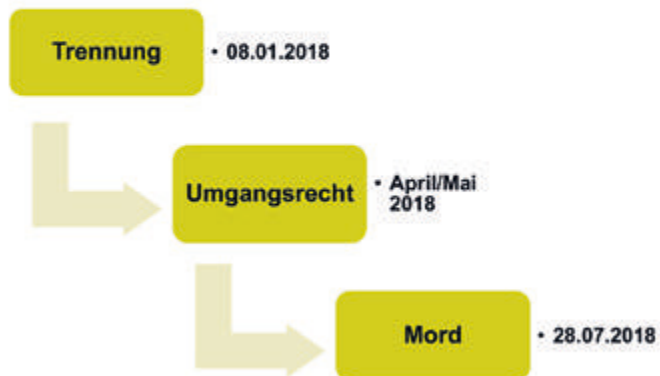 Trennung • 08.01.2018
Umgangsrecht • April/Mai
2018
Mord • 28.07.2018